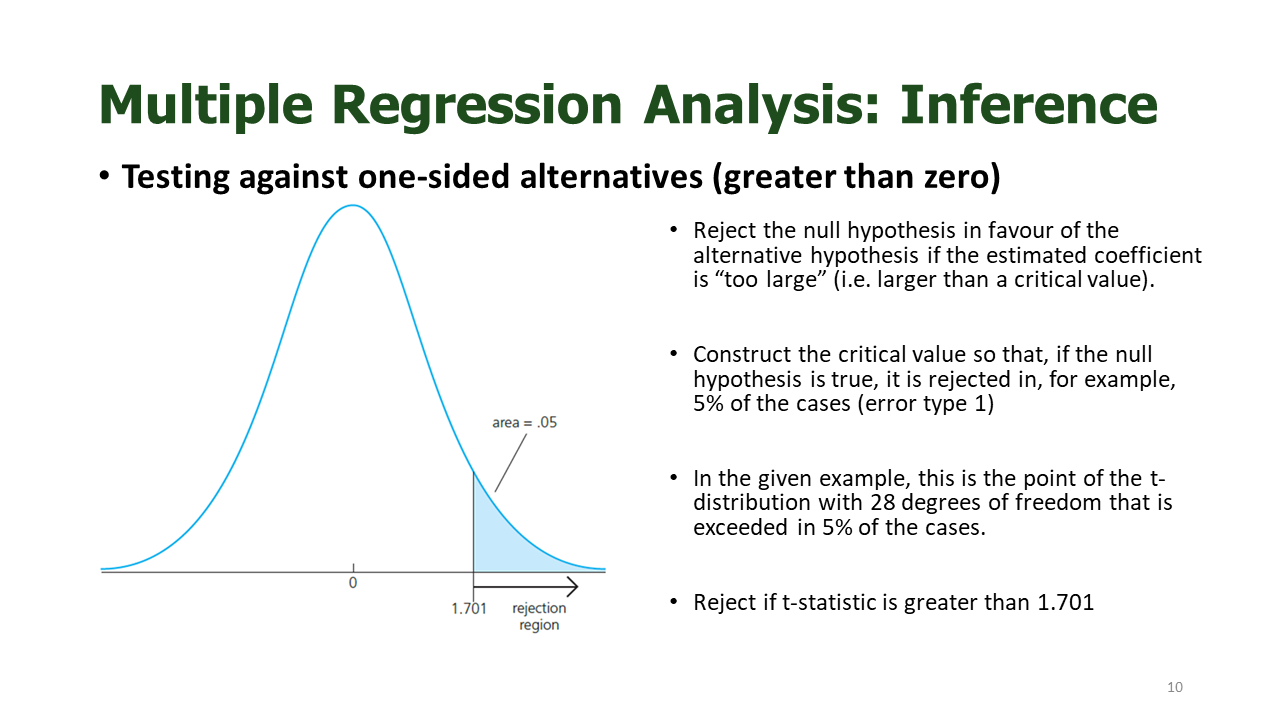 Multiple Regression Analysis: Inference
• Testing against one-sided alternatives (greater than zero)
area = .05
0
1.701
rejection
region
• Reject the null hypothesis in favour of the
alternative hypothesis if the estimated coefficient
is “too large” (i.e. larger than a critical value).
• Construct the critical value so that, if the null
hypothesis is true, it is rejected in, for example,
5% of the cases (error type 1)
• In the given example, this is the point of the t-
distribution with 28 degrees of freedom that is
exceeded in 5% of the cases.
• Reject if t-statistic is greater than 1.701
10